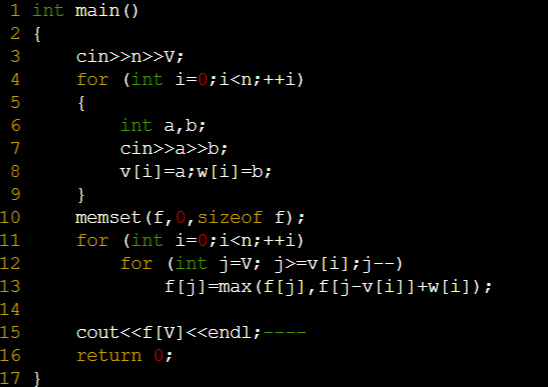 1 int main()
2 {
3 cin>>n>>V;
4 for (int i=0;i<n;++i)
5 {
6 int a,b;
7 cin>>a>>b;
8 v[i]=a;w[i]=b;
9 }
10 memset(f,0,sizeof f);
11 for (int i=0;i<n;++i)
12 for (int j=V; j>=v[i];j--)
13 f[j]=max(f[j],f[j-v[i]]+w[i]);
14
15 cout<<f[V]<<endl;----
16 return 0;
17 }